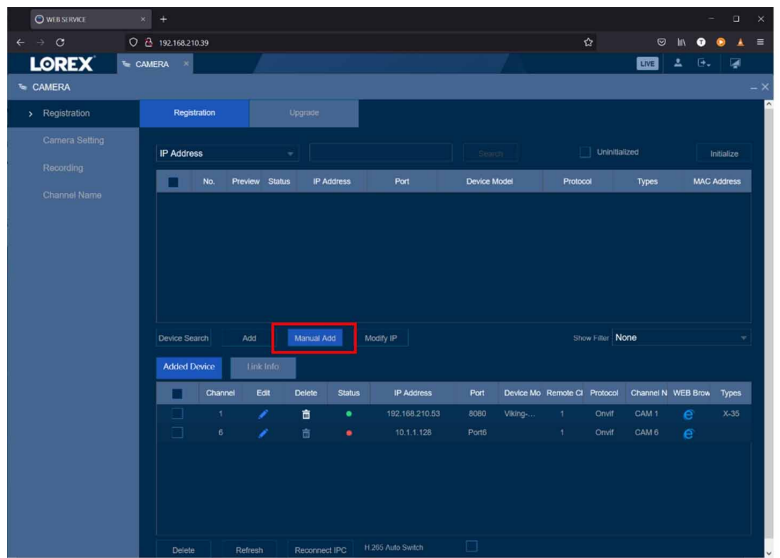 WEB SERVICE
192.168.210.39
LOREX CAMERA LIVE
CAMERA
Registration
Camera Setting
Recording
Channel Name
Registration Upgrade
IP Address Search Uninitialized Initialize
No. Preview Status IP Address Port Device Model Protocol Types MAC Address
Device Search Add Manual Add Modify IP Show Filter None
Added Device Link Info
Channel Edit Delete Status IP Address Port Device Mo Remote Cl Protocol Channel N WEB Brow Types
1 192.168.210.53 8080 Viking-... 1 Onvif CAM 1 X-35
6 10.1.1.128 Port6 1 Onvif CAM 6
Delete Refresh Reconnect IPC H.265 Auto Switch